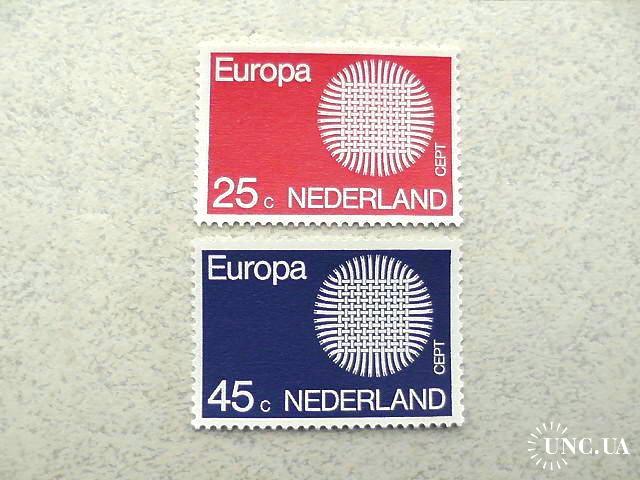 Europa
CEPT
25 c NEDERLAND
Europa
CEPT
45 c NEDERLAND
UNC.UA